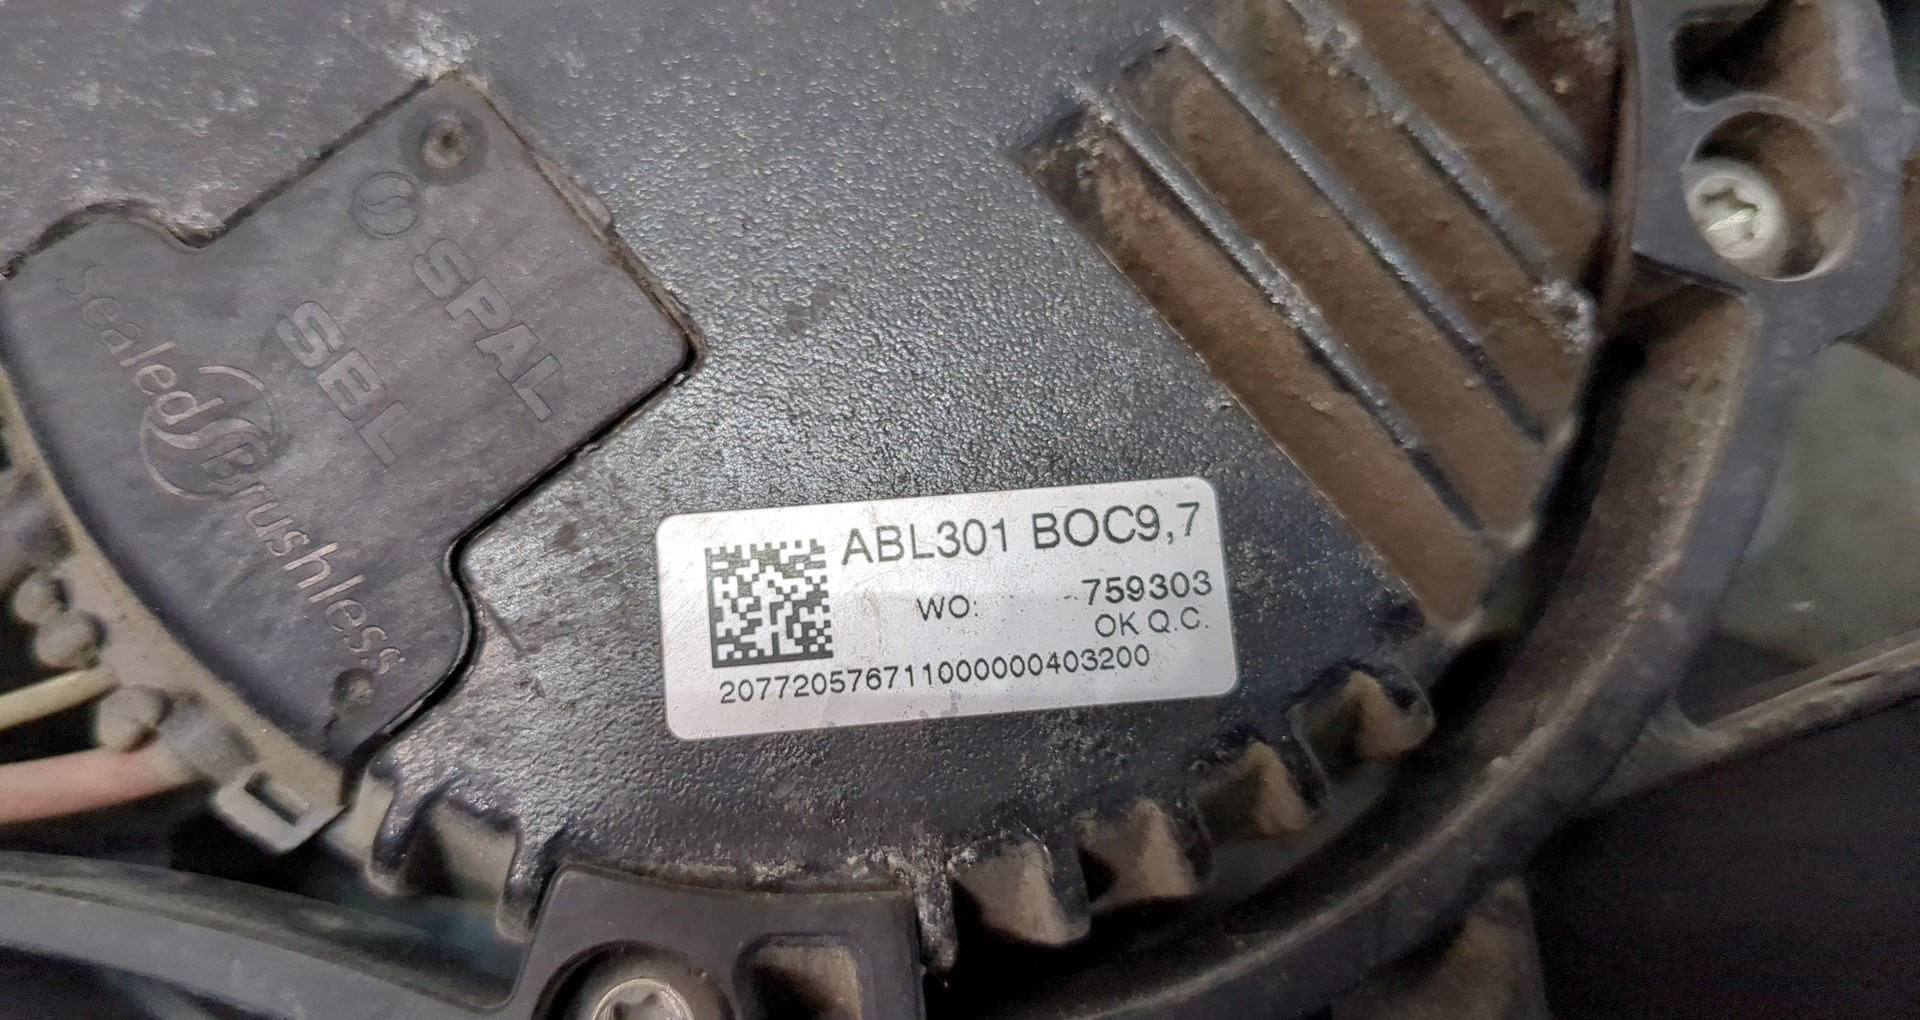 SPAL
SBL
Sealed Brushless
ABL301 BOC9,7
WO: 759303
OK Q.C.
2077205767110000000403200